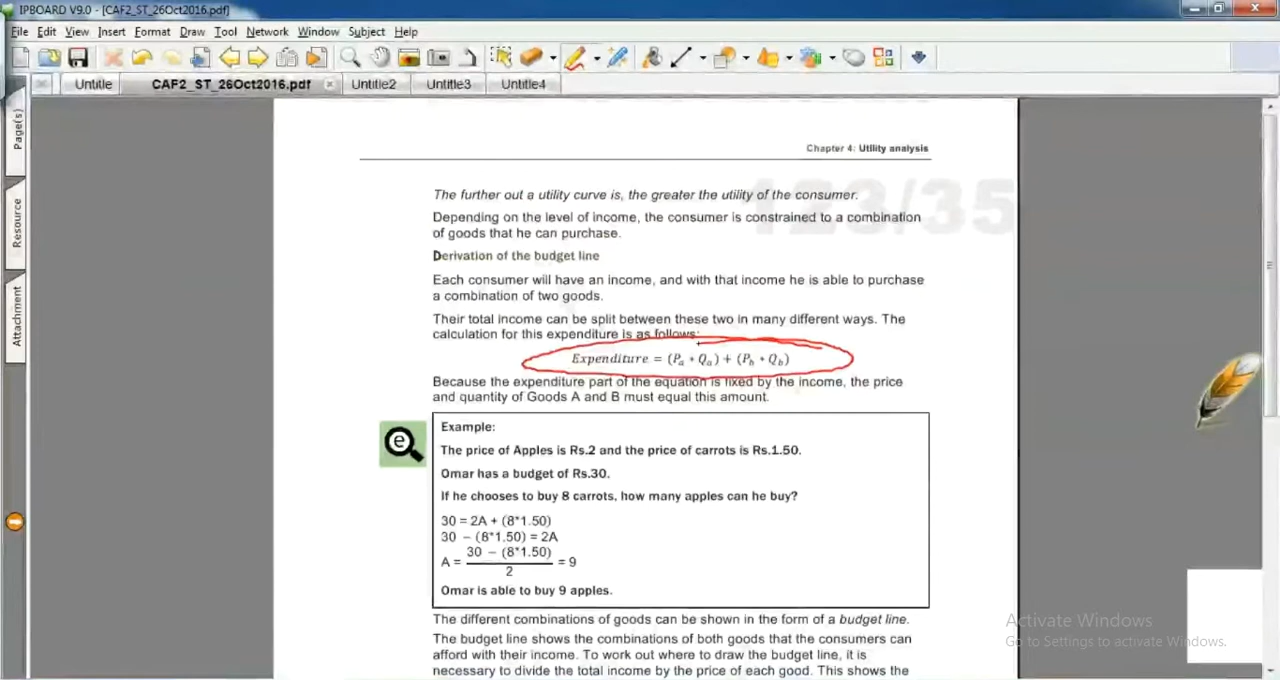 IPBOARD V9.0 - [CAF2_ST_26Oct2016.pdf]
File Edit View Insert Format Draw Tool Network Window Subject Help
Untitle CAF2_ST_26Oct2016.pdf Untitle2 Untitle3 Untitle4
Page(s)
Resource
Attachment
123/35
Chapter 4: Utility analysis
The further out a utility curve is, the greater the utility of the consumer.
Depending on the level of income, the consumer is constrained to a combination
of goods that he can purchase.
Derivation of the budget line
Each consumer will have an income, and with that income he is able to purchase
a combination of two goods.
Their total income can be split between these two in many different ways. The
calculation for this expenditure is as follows:
Expenditure = (Pₐ * Qₐ) + (P_b * Q_b)
Because the expenditure part of the equation is fixed by the income, the price
and quantity of Goods A and B must equal this amount.
e
Example:
The price of Apples is Rs.2 and the price of carrots is Rs.1.50.
Omar has a budget of Rs.30.
If he chooses to buy 8 carrots, how many apples can he buy?
30 = 2A + (8*1.50)
30 – (8*1.50) = 2A
A = 30 – (8*1.50) / 2 = 9
Omar is able to buy 9 apples.
The different combinations of goods can be shown in the form of a budget line.
The budget line shows the combinations of both goods that the consumers can
afford with their income. To work out where to draw the budget line, it is
necessary to divide the total income by the price of each good. This shows the
Activate Windows
Go to Settings to activate Windows.